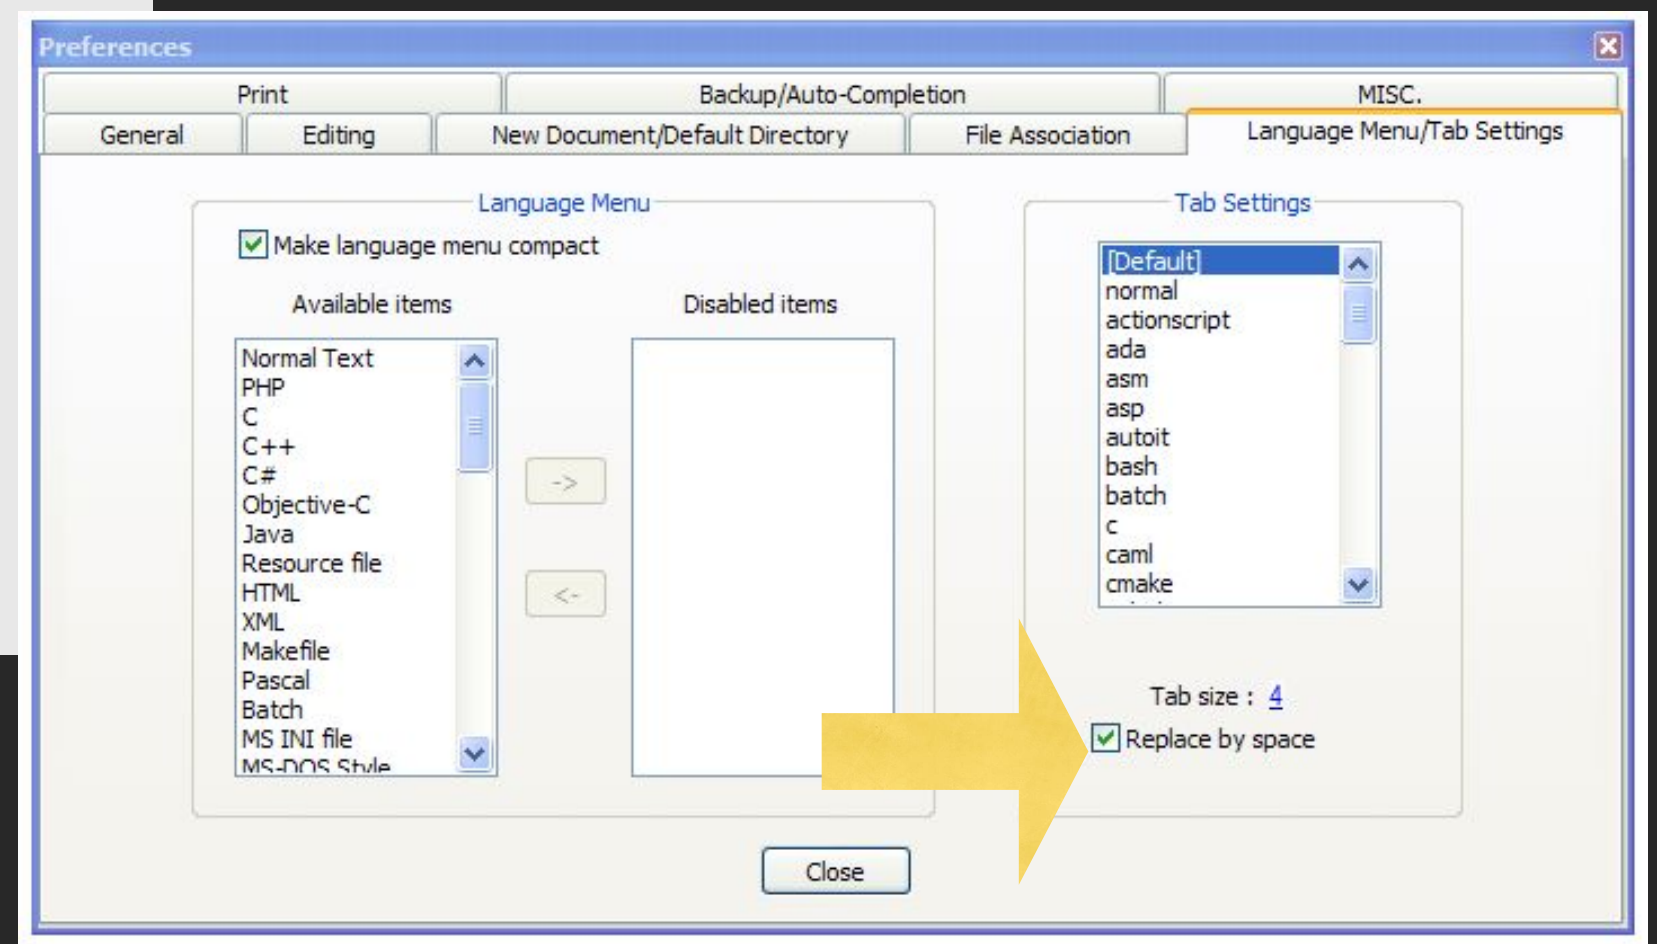 Preferences
Print
Backup/Auto-Completion
MISC.
General
Editing
New Document/Default Directory
File Association
Language Menu/Tab Settings
Language Menu
Make language menu compact
Available items
Disabled items
Normal Text
PHP
C
C++
C#
Objective-C
Java
Resource file
HTML
XML
Makefile
Pascal
Batch
MS INI file
MS-DOS Style
->
<-
Tab Settings
[Default]
normal
actionscript
ada
asm
asp
autoit
bash
batch
c
caml
cmake
Tab size : 4
Replace by space
Close